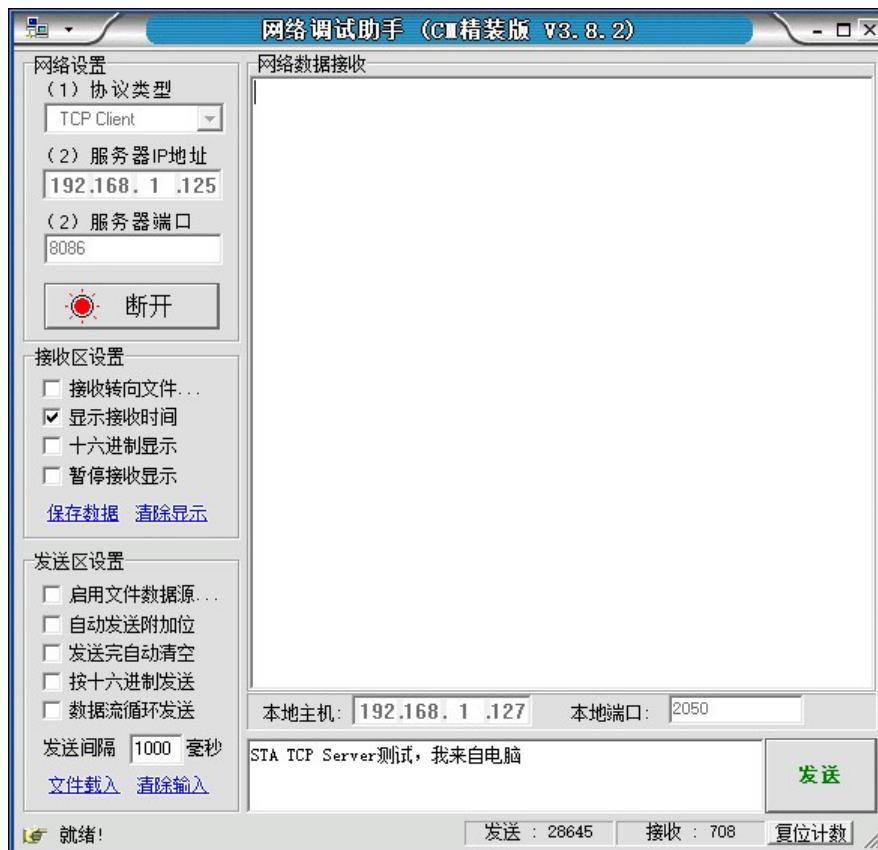 网络调试助手 (CM精装版 V3.8.2)
网络设置
(1) 协议类型
TCP Client
(2) 服务器IP地址
192.168. 1 .125
(2) 服务器端口
8086
断开
接收区设置
接收转向文件...
显示接收时间
十六进制显示
暂停接收显示
保存数据 清除显示
发送区设置
启用文件数据源...
自动发送附加位
发送完自动清空
按十六进制发送
数据流循环发送
发送间隔 1000 毫秒
文件载入 清除输入
网络数据接收
本地主机: 192.168. 1 .127 本地端口: 2050
STA TCP Server测试，我来自电脑
发送
就绪!
发送 : 28645 接收 : 708 复位计数